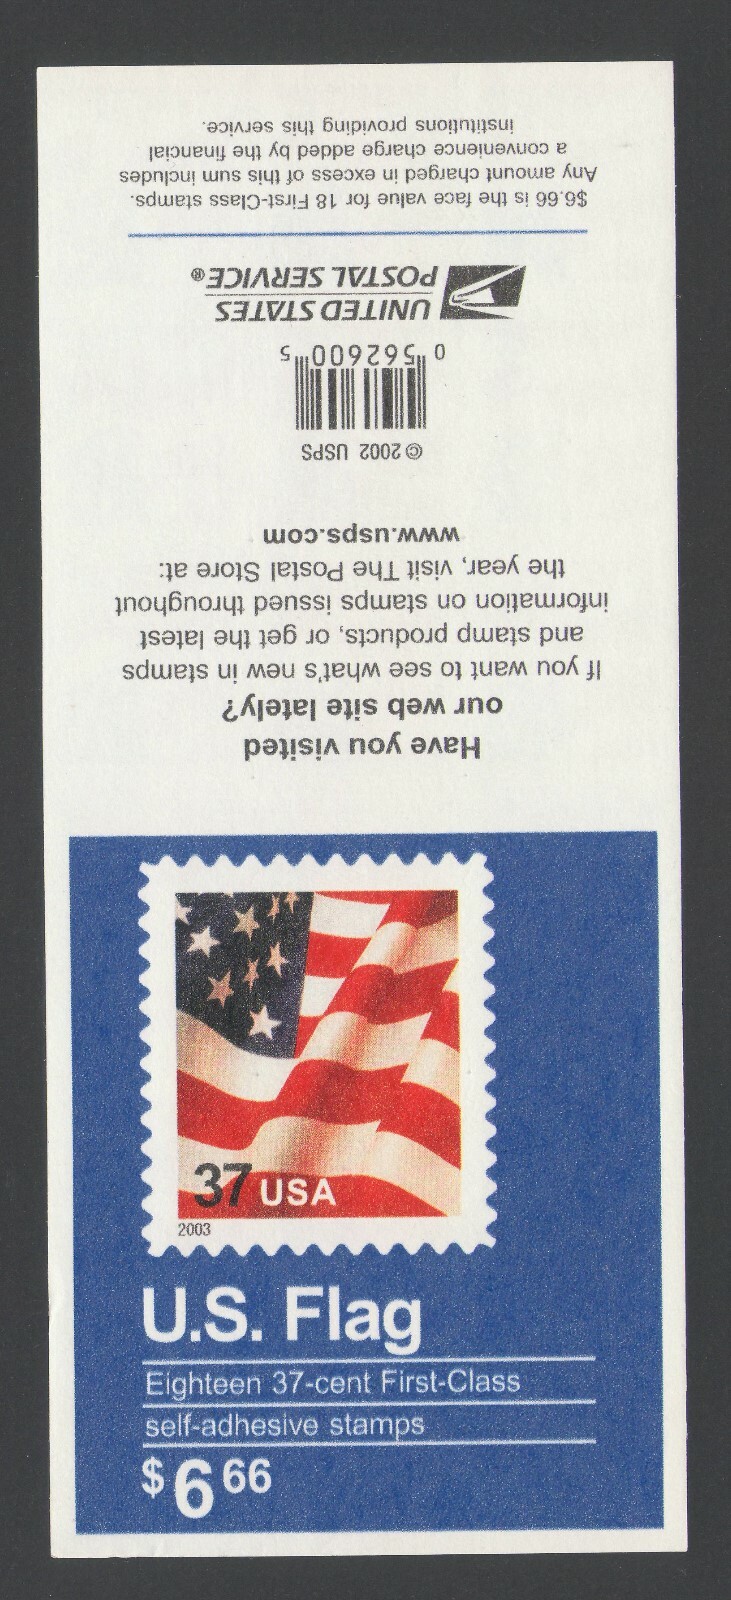 Have you visited
our web site lately?
If you want to see what's new in stamps
and stamp products, or get the latest
information on stamps issued throughout
the year, visit The Postal Store at:
www.usps.com
© 2002 USPS
0 562600 5
UNITED STATES
POSTAL SERVICE®
$6.66 is the face value for 18 First-Class stamps.
Any amount charged in excess of this sum includes
a convenience charge added by the financial
institutions providing this service.
37 USA
2003
U.S. Flag
Eighteen 37-cent First-Class
self-adhesive stamps
$6 66